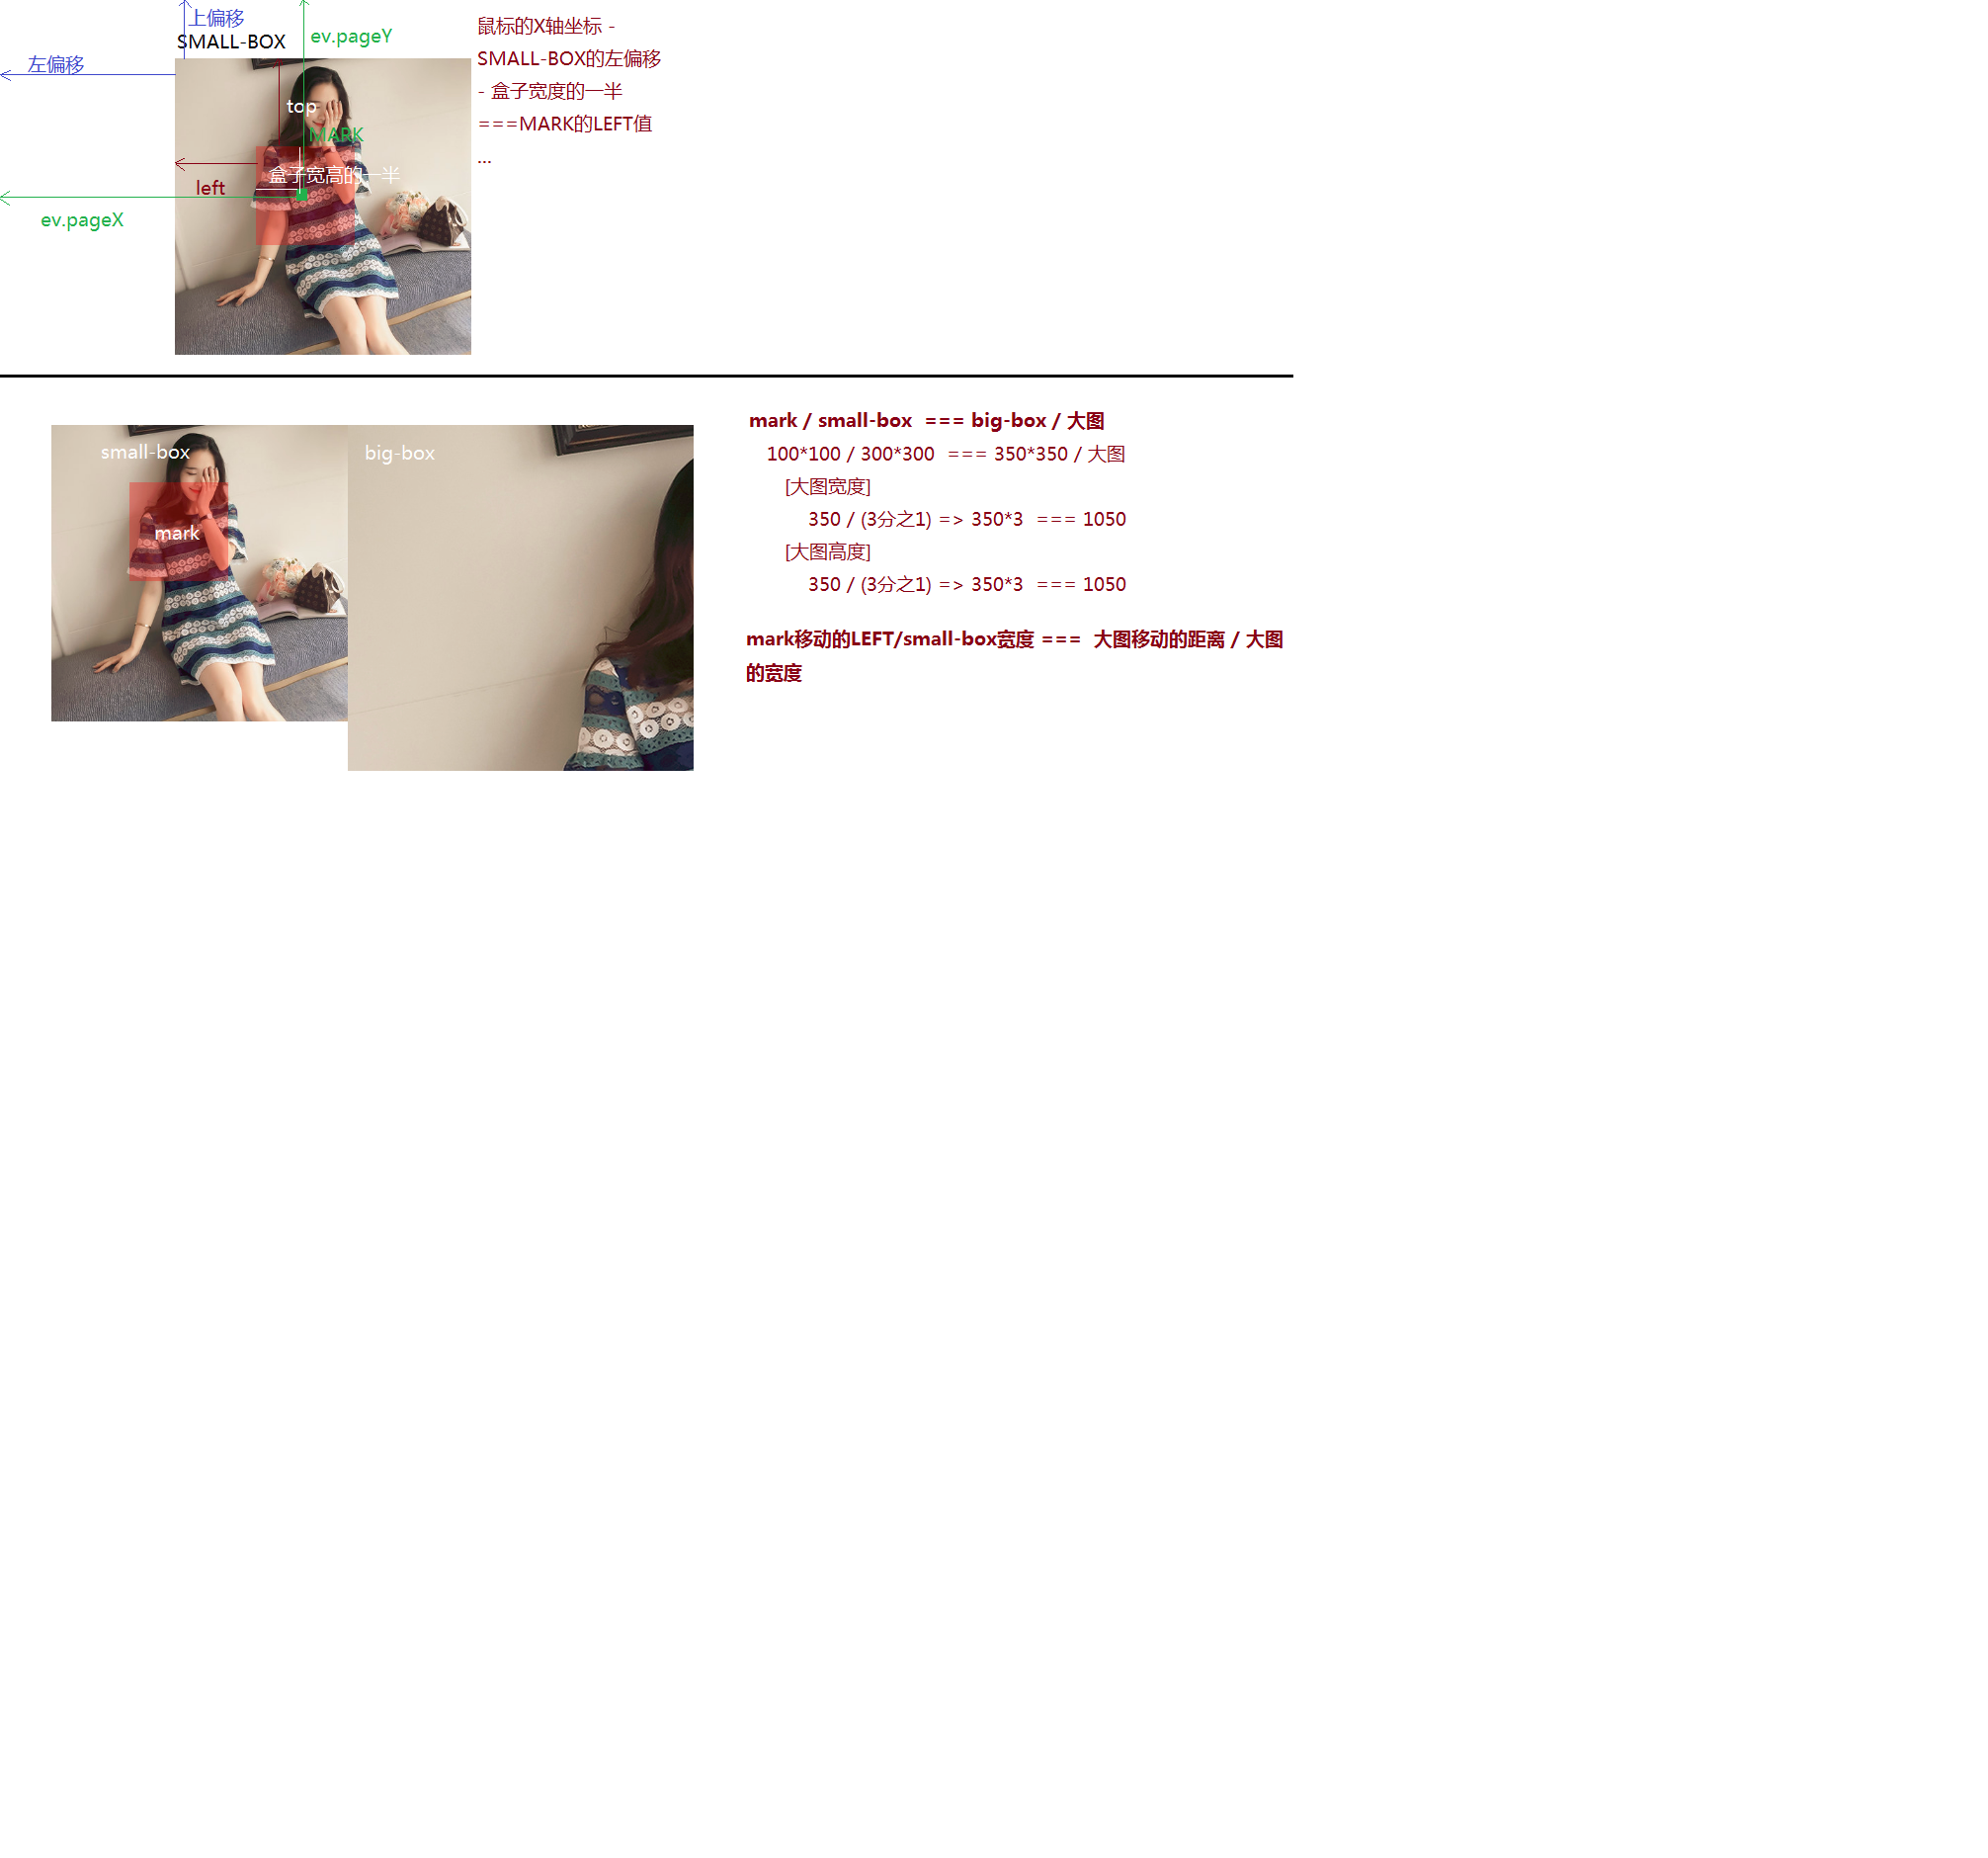 上偏移
SMALL-BOX
ev.pageY
左偏移
top
MARK
盒子宽高的一半
left
ev.pageX
鼠标的X轴坐标 -
SMALL-BOX的左偏移
- 盒子宽度的一半
===MARK的LEFT值
...
small-box
mark
big-box
mark / small-box === big-box / 大图
100*100 / 300*300 === 350*350 / 大图
[大图宽度]
350 / (3分之1) => 350*3 === 1050
[大图高度]
350 / (3分之1) => 350*3 === 1050
mark移动的LEFT/small-box宽度 === 大图移动的距离 / 大图
的宽度